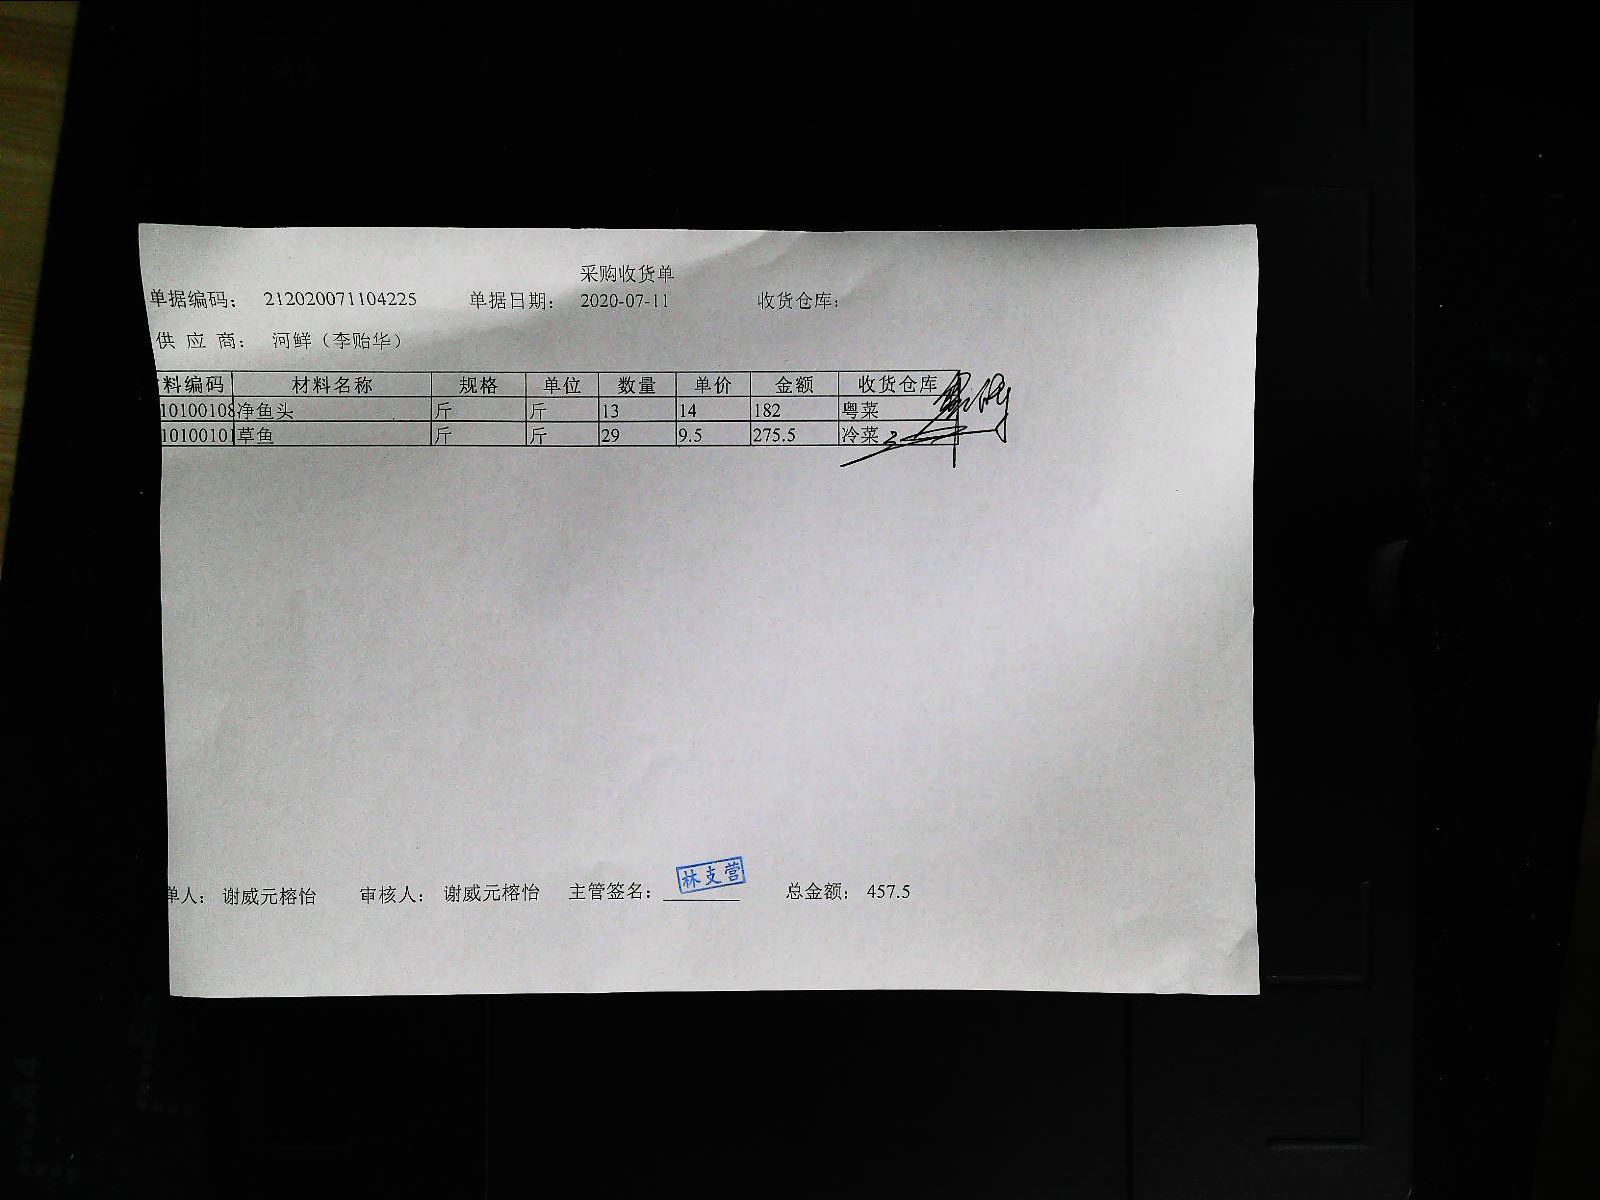 采购收货单
单据编码： 212020071104225 单据日期： 2020-07-11 收货仓库：
供 应 商： 河鲜（李贻华）
料编码 材料名称 规格 单位 数量 单价 金额 收货仓库
10100108 净鱼头 斤 斤 13 14 182 粤菜
1010010 草鱼 斤 斤 29 9.5 275.5 冷菜
单人： 谢威元榕怡 审核人： 谢威元榕怡 主管签名： 林支营 总金额： 457.5